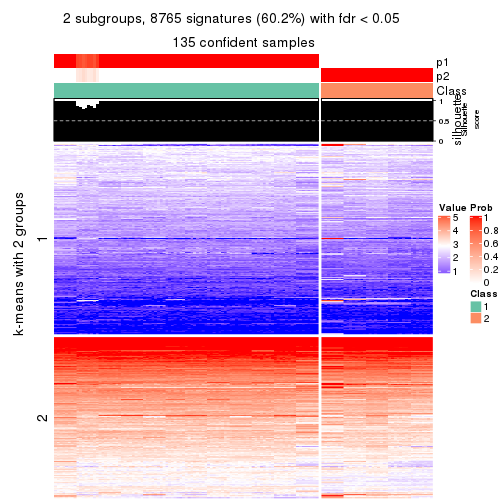 2 subgroups, 8765 signatures (60.2%) with fdr < 0.05
135 confident samples
p1
p2
Class
1
0.5
0
silhouette
Silhouette
score
k-means with 2 groups
1
2
Value
5
4
3
2
1
Prob
1
0.8
0.6
0.4
0.2
0
Class
1
2